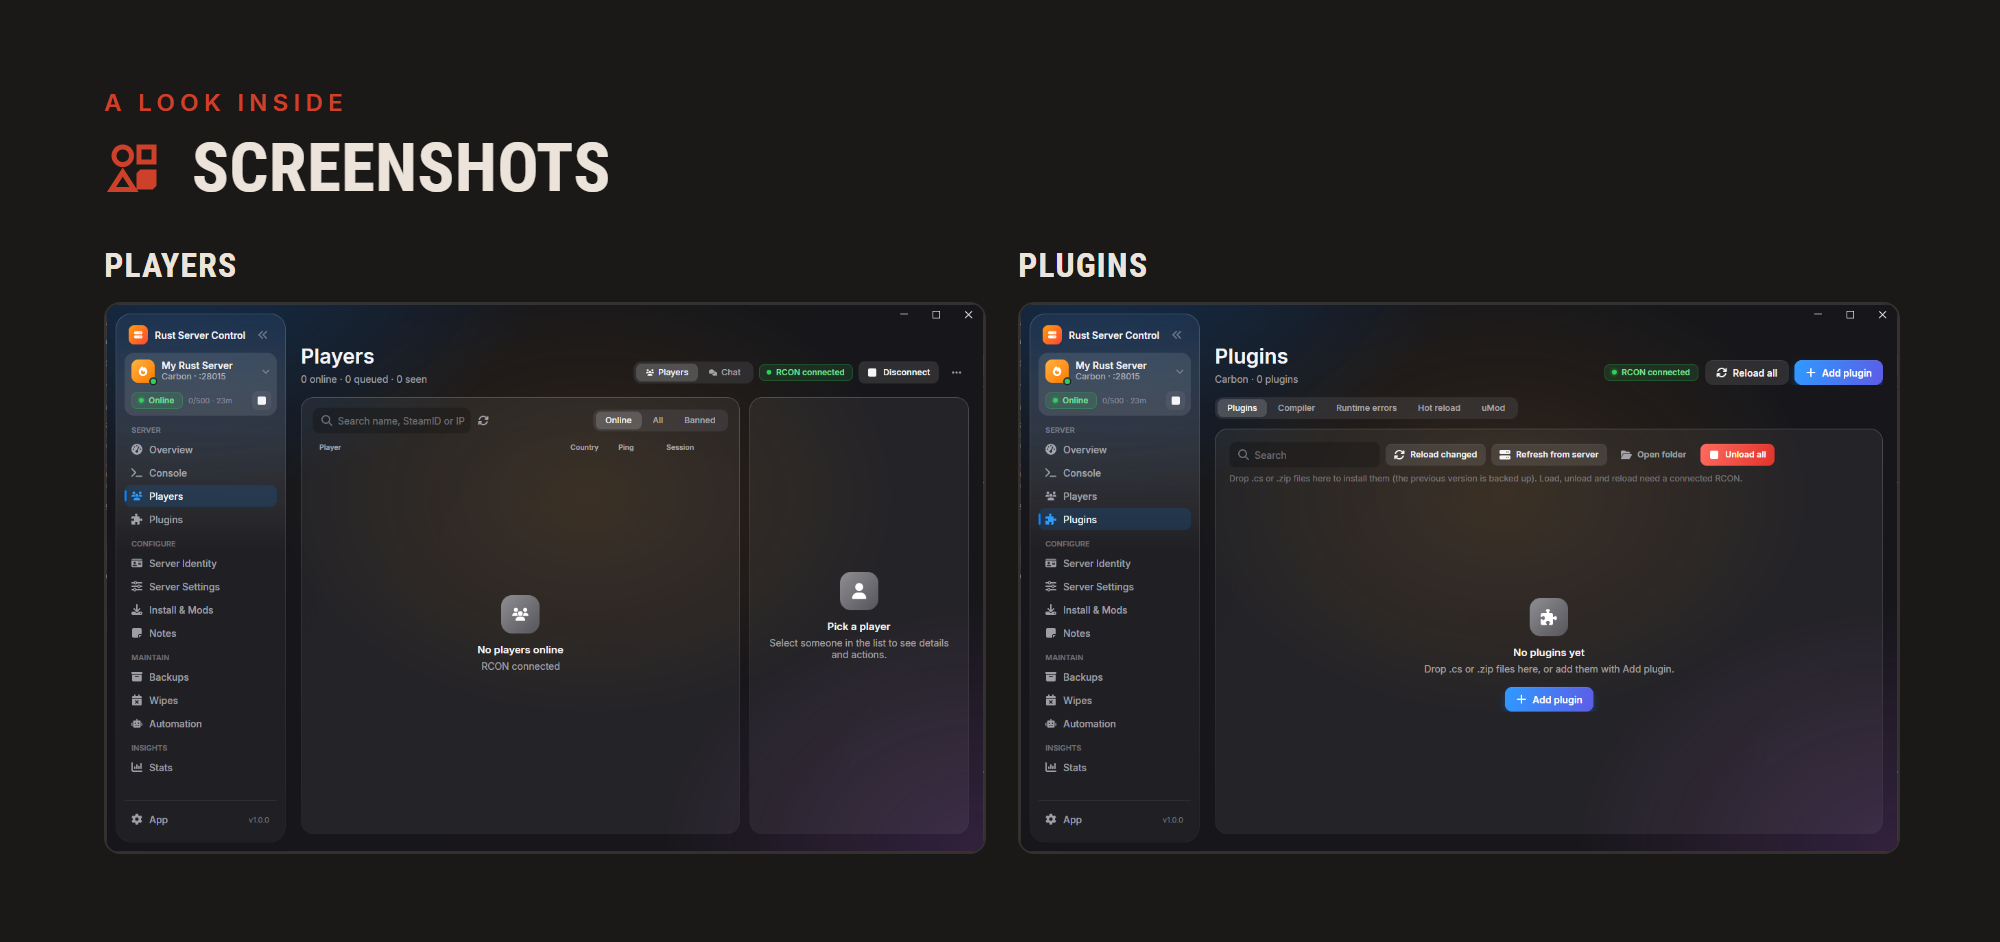 A LOOK INSIDE
SCREENSHOTS
PLAYERS
Rust Server Control
My Rust Server
Carbon · :28015
Online
0/500 · 23m
SERVER
Overview
Console
Players
Plugins
CONFIGURE
Server Identity
Server Settings
Install & Mods
Notes
MAINTAIN
Backups
Wipes
Automation
INSIGHTS
Stats
App
v1.0.0
Players
0 online · 0 queued · 0 seen
Players
Chat
RCON connected
Disconnect
Search name, SteamID or IP
Online
All
Banned
Player
Country
Ping
Session
No players online
RCON connected
Pick a player
Select someone in the list to see details
and actions.
PLUGINS
Rust Server Control
My Rust Server
Carbon · :28015
Online
0/500 · 23m
SERVER
Overview
Console
Players
Plugins
CONFIGURE
Server Identity
Server Settings
Install & Mods
Notes
MAINTAIN
Backups
Wipes
Automation
INSIGHTS
Stats
App
v1.0.0
Plugins
Carbon · 0 plugins
RCON connected
Reload all
Add plugin
Plugins
Compiler
Runtime errors
Hot reload
uMod
Search
Reload changed
Refresh from server
Open folder
Unload all
Drop .cs or .zip files here to install them (the previous version is backed up). Load, unload and reload need a connected RCON.
No plugins yet
Drop .cs or .zip files here, or add them with Add plugin.
Add plugin